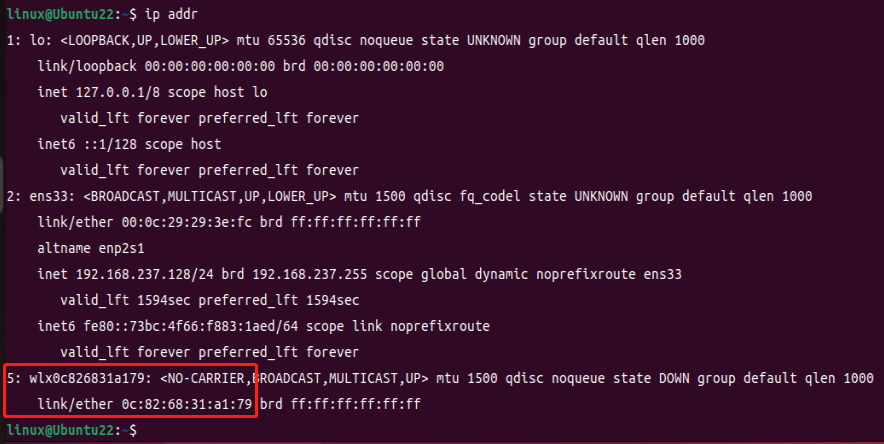 linux@Ubuntu22:~$ ip addr
1: lo: <LOOPBACK,UP,LOWER_UP> mtu 65536 qdisc noqueue state UNKNOWN group default qlen 1000
    link/loopback 00:00:00:00:00:00 brd 00:00:00:00:00:00
    inet 127.0.0.1/8 scope host lo
       valid_lft forever preferred_lft forever
    inet6 ::1/128 scope host
       valid_lft forever preferred_lft forever
2: ens33: <BROADCAST,MULTICAST,UP,LOWER_UP> mtu 1500 qdisc fq_codel state UNKNOWN group default qlen 1000
    link/ether 00:0c:29:29:3e:fc brd ff:ff:ff:ff:ff:ff
    altname enp2s1
    inet 192.168.237.128/24 brd 192.168.237.255 scope global dynamic noprefixroute ens33
       valid_lft 1594sec preferred_lft 1594sec
    inet6 fe80::73bc:4f66:f883:1aed/64 scope link noprefixroute
       valid_lft forever preferred_lft forever
5: wlx0c826831a179: <NO-CARRIER,BROADCAST,MULTICAST,UP> mtu 1500 qdisc noqueue state DOWN group default qlen 1000
    link/ether 0c:82:68:31:a1:79 brd ff:ff:ff:ff:ff:ff
linux@Ubuntu22:~$